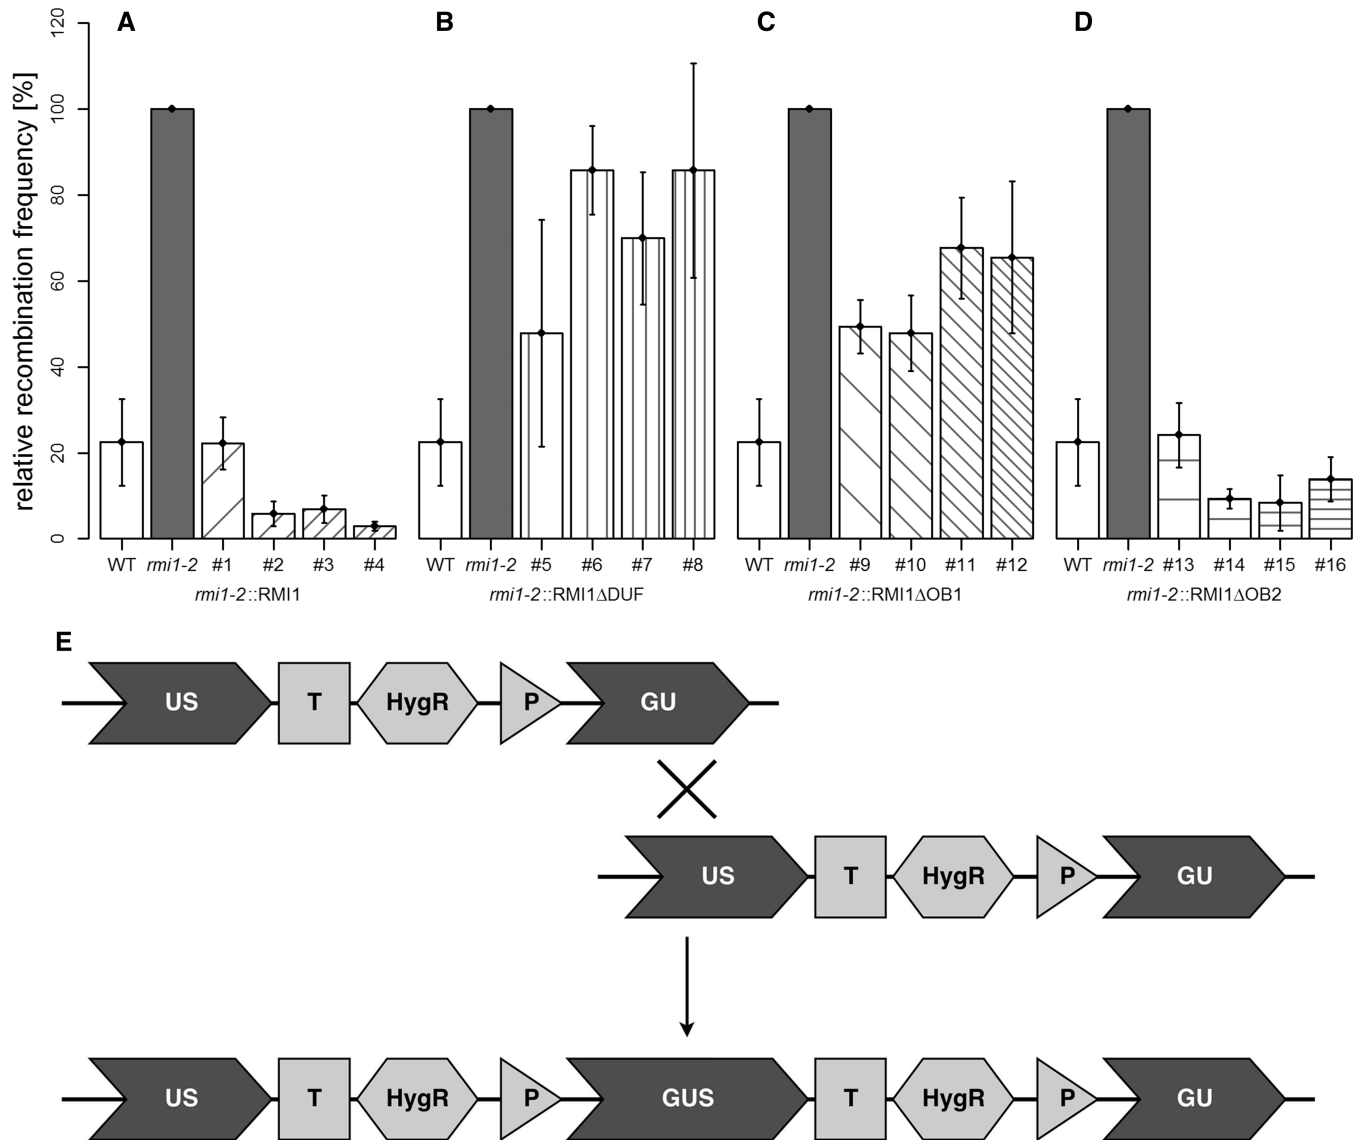 A B C D
relative recombination frequency [%]
120
100
80
60
40
20
0
WT rmi1-2 #1 #2 #3 #4 WT rmi1-2 #5 #6 #7 #8 WT rmi1-2 #9 #10 #11 #12 WT rmi1-2 #13 #14 #15 #16
rmi1-2::RMI1 rmi1-2::RMI1ΔDUF rmi1-2::RMI1ΔOB1 rmi1-2::RMI1ΔOB2
E
US T HygR P GU
US T HygR P GU
US T HygR P GUS T HygR P GU